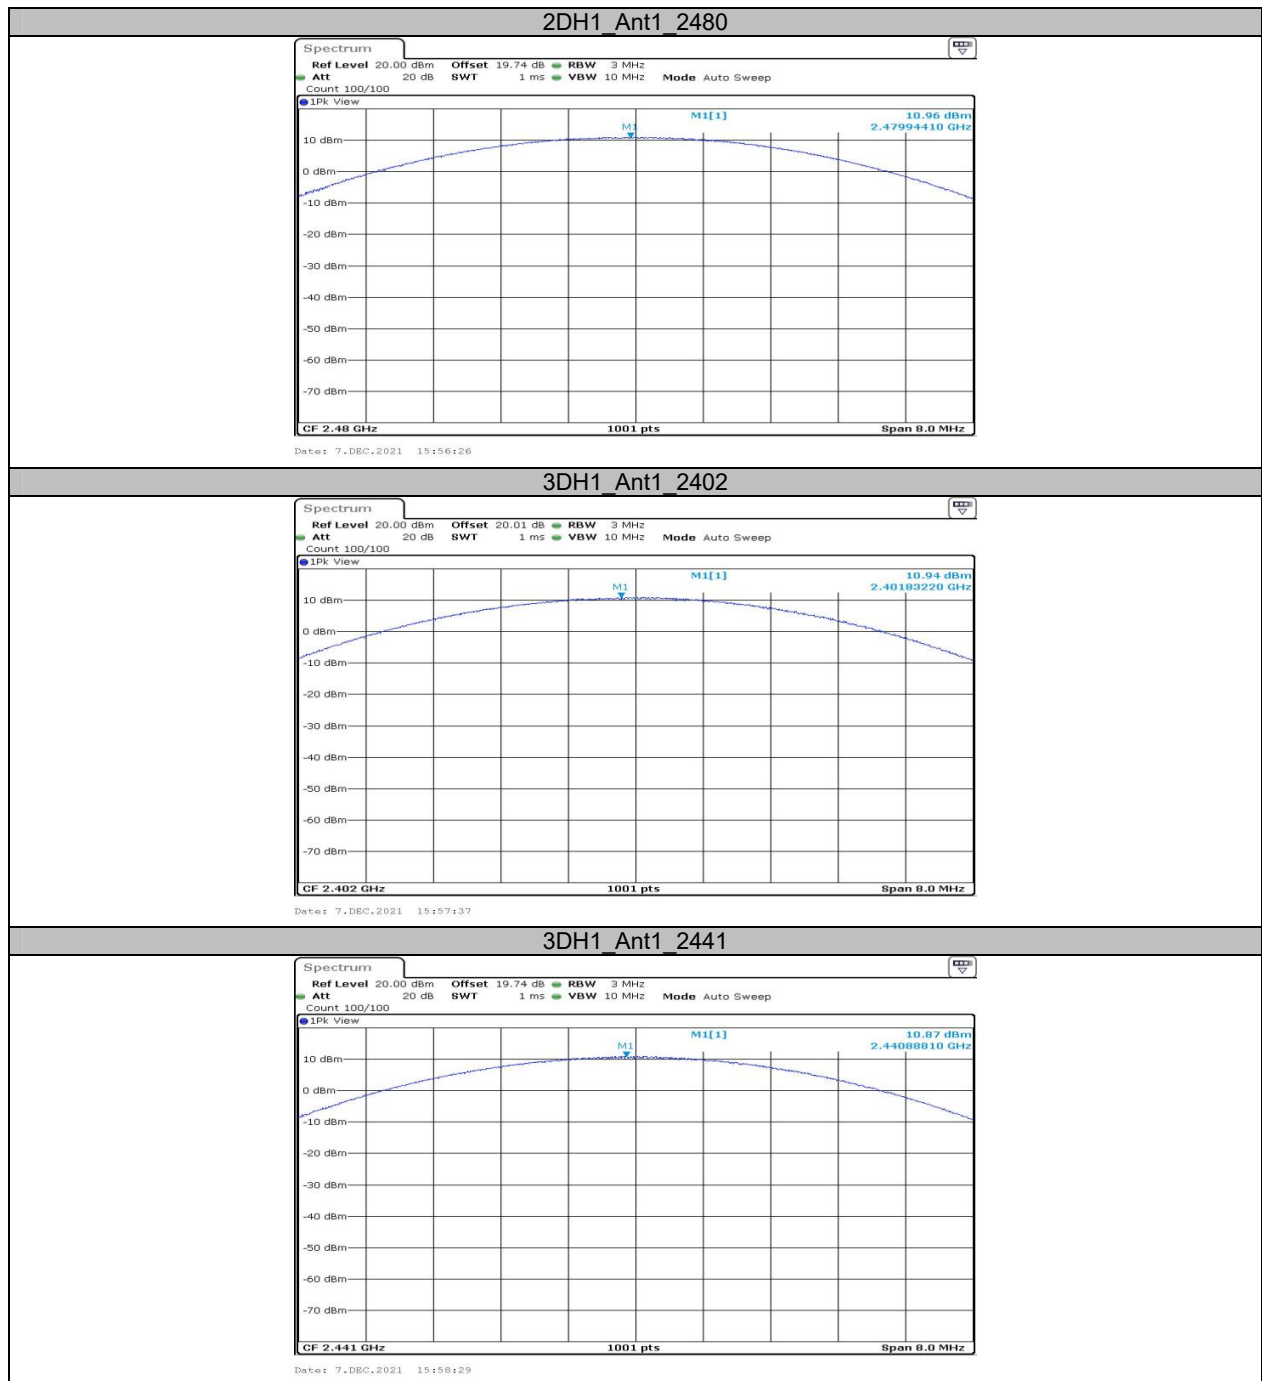 2DH1_Ant1_2480
Spectrum
Ref Level 20.00 dBm Offset 19.74 dB RBW 3 MHz
Att 20 dB SWT 1 ms VBW 10 MHz Mode Auto Sweep
Count 100/100
1Pk View
M1[1] 10.96 dBm
2.47994410 GHz
M1
10 dBm
0 dBm
-10 dBm
-20 dBm
-30 dBm
-40 dBm
-50 dBm
-60 dBm
-70 dBm
CF 2.48 GHz 1001 pts Span 8.0 MHz
Date: 7.DEC.2021 15:56:26
3DH1_Ant1_2402
Spectrum
Ref Level 20.00 dBm Offset 20.01 dB RBW 3 MHz
Att 20 dB SWT 1 ms VBW 10 MHz Mode Auto Sweep
Count 100/100
1Pk View
M1[1] 10.94 dBm
2.40183220 GHz
M1
10 dBm
0 dBm
-10 dBm
-20 dBm
-30 dBm
-40 dBm
-50 dBm
-60 dBm
-70 dBm
CF 2.402 GHz 1001 pts Span 8.0 MHz
Date: 7.DEC.2021 15:57:37
3DH1_Ant1_2441
Spectrum
Ref Level 20.00 dBm Offset 19.74 dB RBW 3 MHz
Att 20 dB SWT 1 ms VBW 10 MHz Mode Auto Sweep
Count 100/100
1Pk View
M1[1] 10.87 dBm
2.44088810 GHz
M1
10 dBm
0 dBm
-10 dBm
-20 dBm
-30 dBm
-40 dBm
-50 dBm
-60 dBm
-70 dBm
CF 2.441 GHz 1001 pts Span 8.0 MHz
Date: 7.DEC.2021 15:58:29